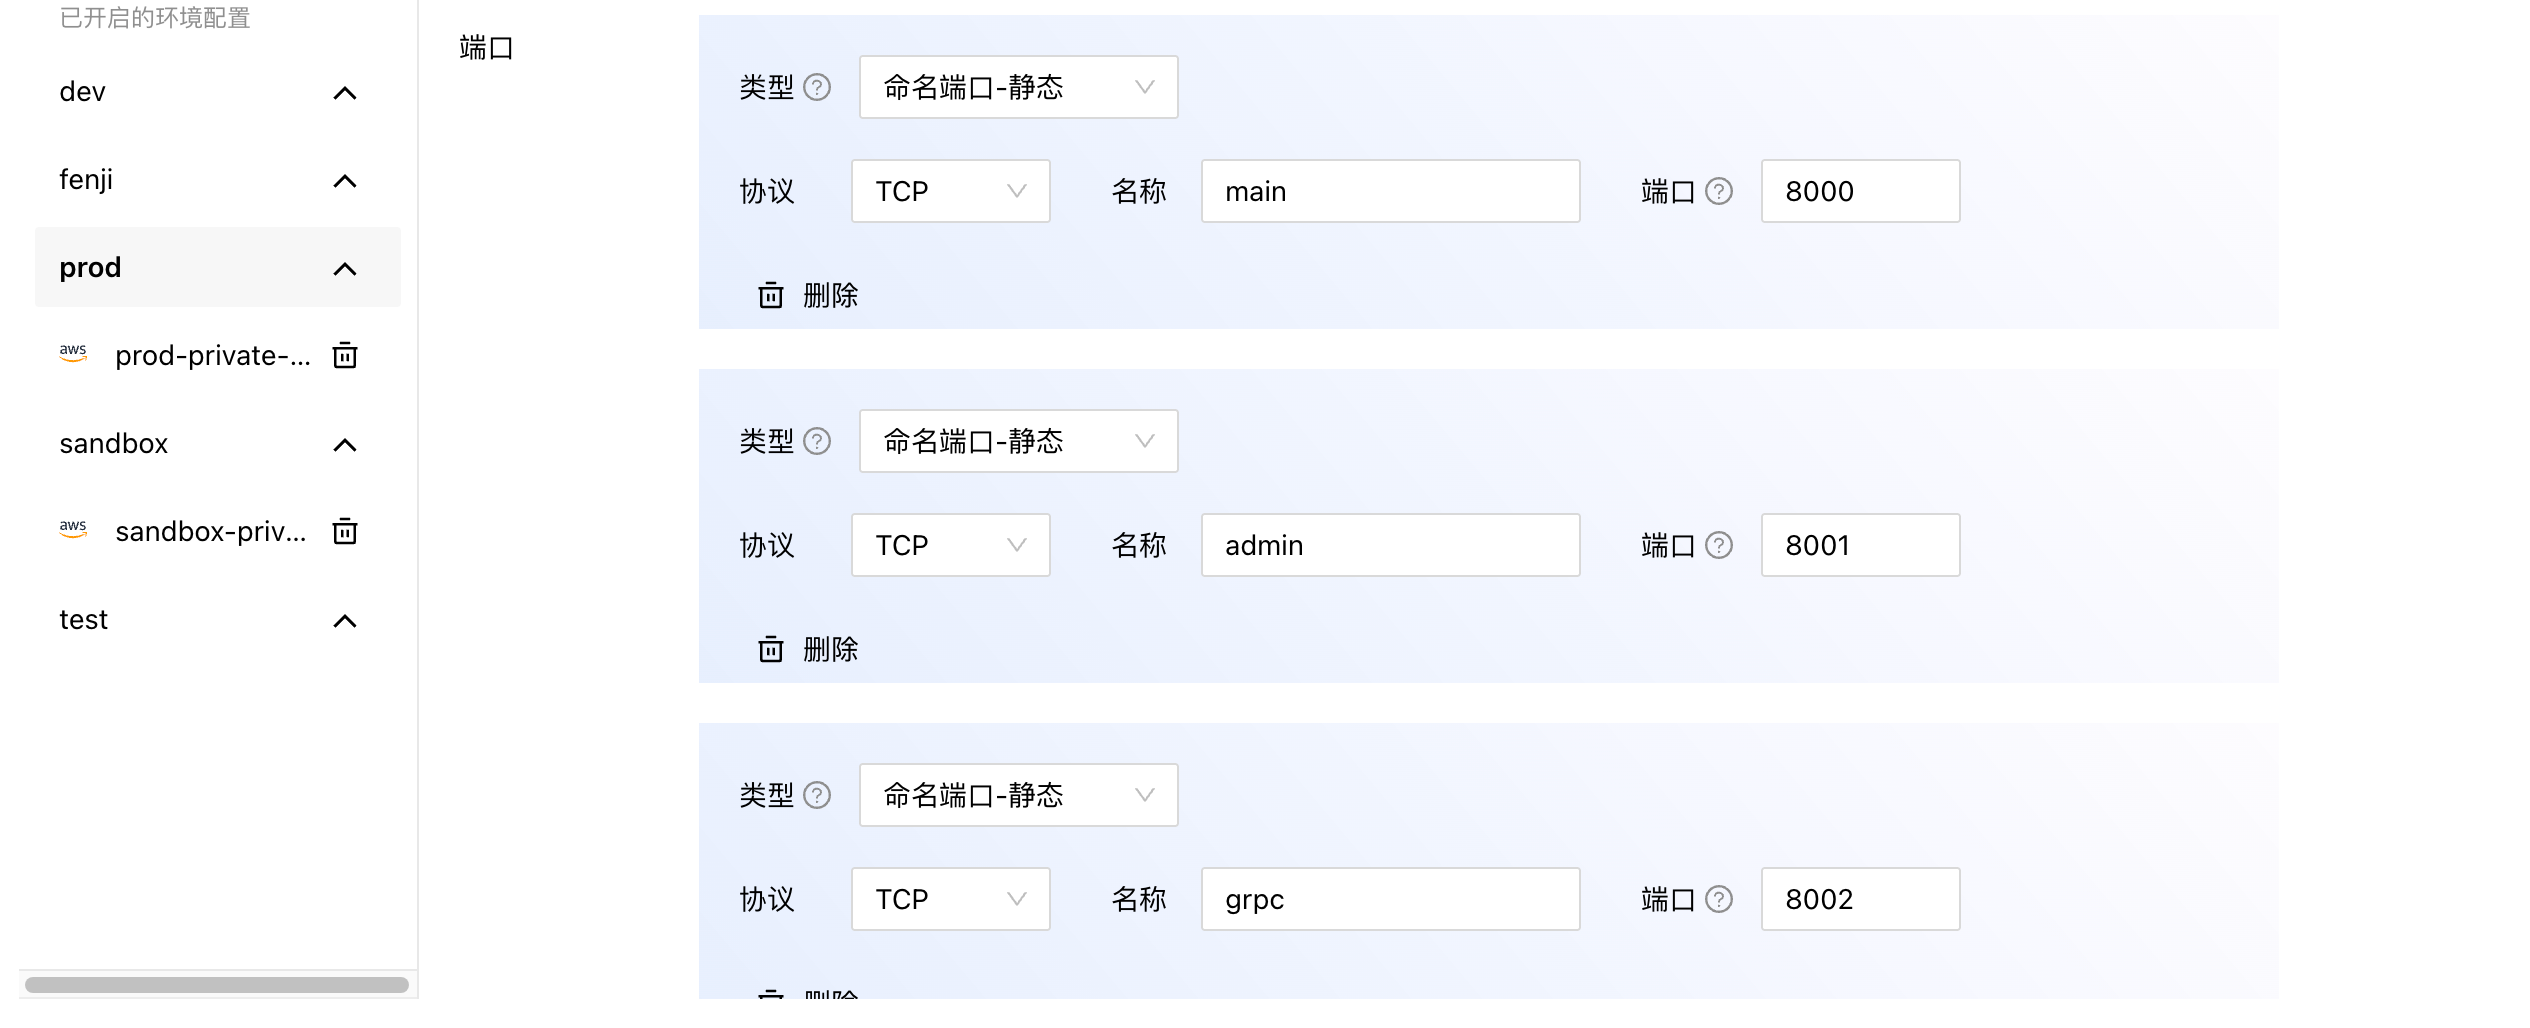 已开启的环境配置
dev
fenji
prod
aws prod-private-...
sandbox
aws sandbox-priv...
test
端口
类型 ? 命名端口-静态
协议 TCP 名称 main 端口 ? 8000
删除
类型 ? 命名端口-静态
协议 TCP 名称 admin 端口 ? 8001
删除
类型 ? 命名端口-静态
协议 TCP 名称 grpc 端口 ? 8002
删除